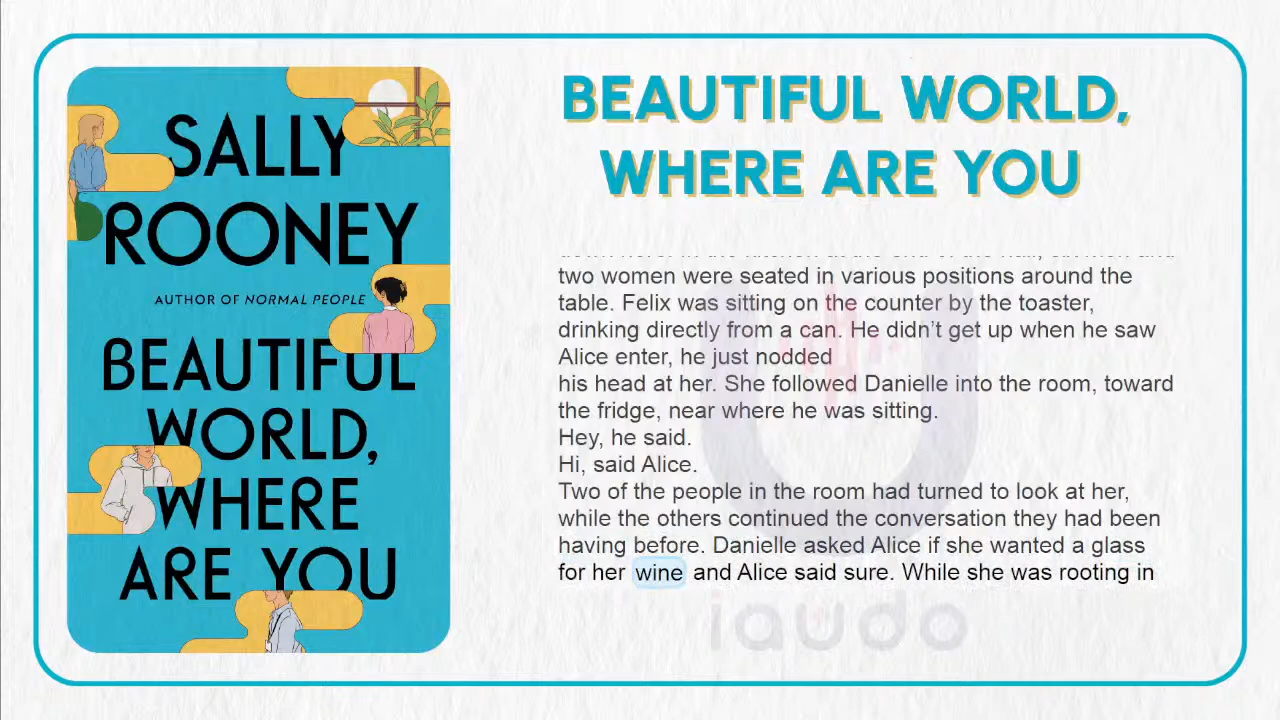 SALLY
ROONEY
AUTHOR OF NORMAL PEOPLE
BEAUTIFUL
WORLD,
WHERE
ARE YOU
BEAUTIFUL WORLD,
WHERE ARE YOU
two women were seated in various positions around the
table. Felix was sitting on the counter by the toaster,
drinking directly from a can. He didn’t get up when he saw
Alice enter, he just nodded
his head at her. She followed Danielle into the room, toward
the fridge, near where he was sitting.
Hey, he said.
Hi, said Alice.
Two of the people in the room had turned to look at her,
while the others continued the conversation they had been
having before. Danielle asked Alice if she wanted a glass
for her wine and Alice said sure. While she was rooting in
iaudo